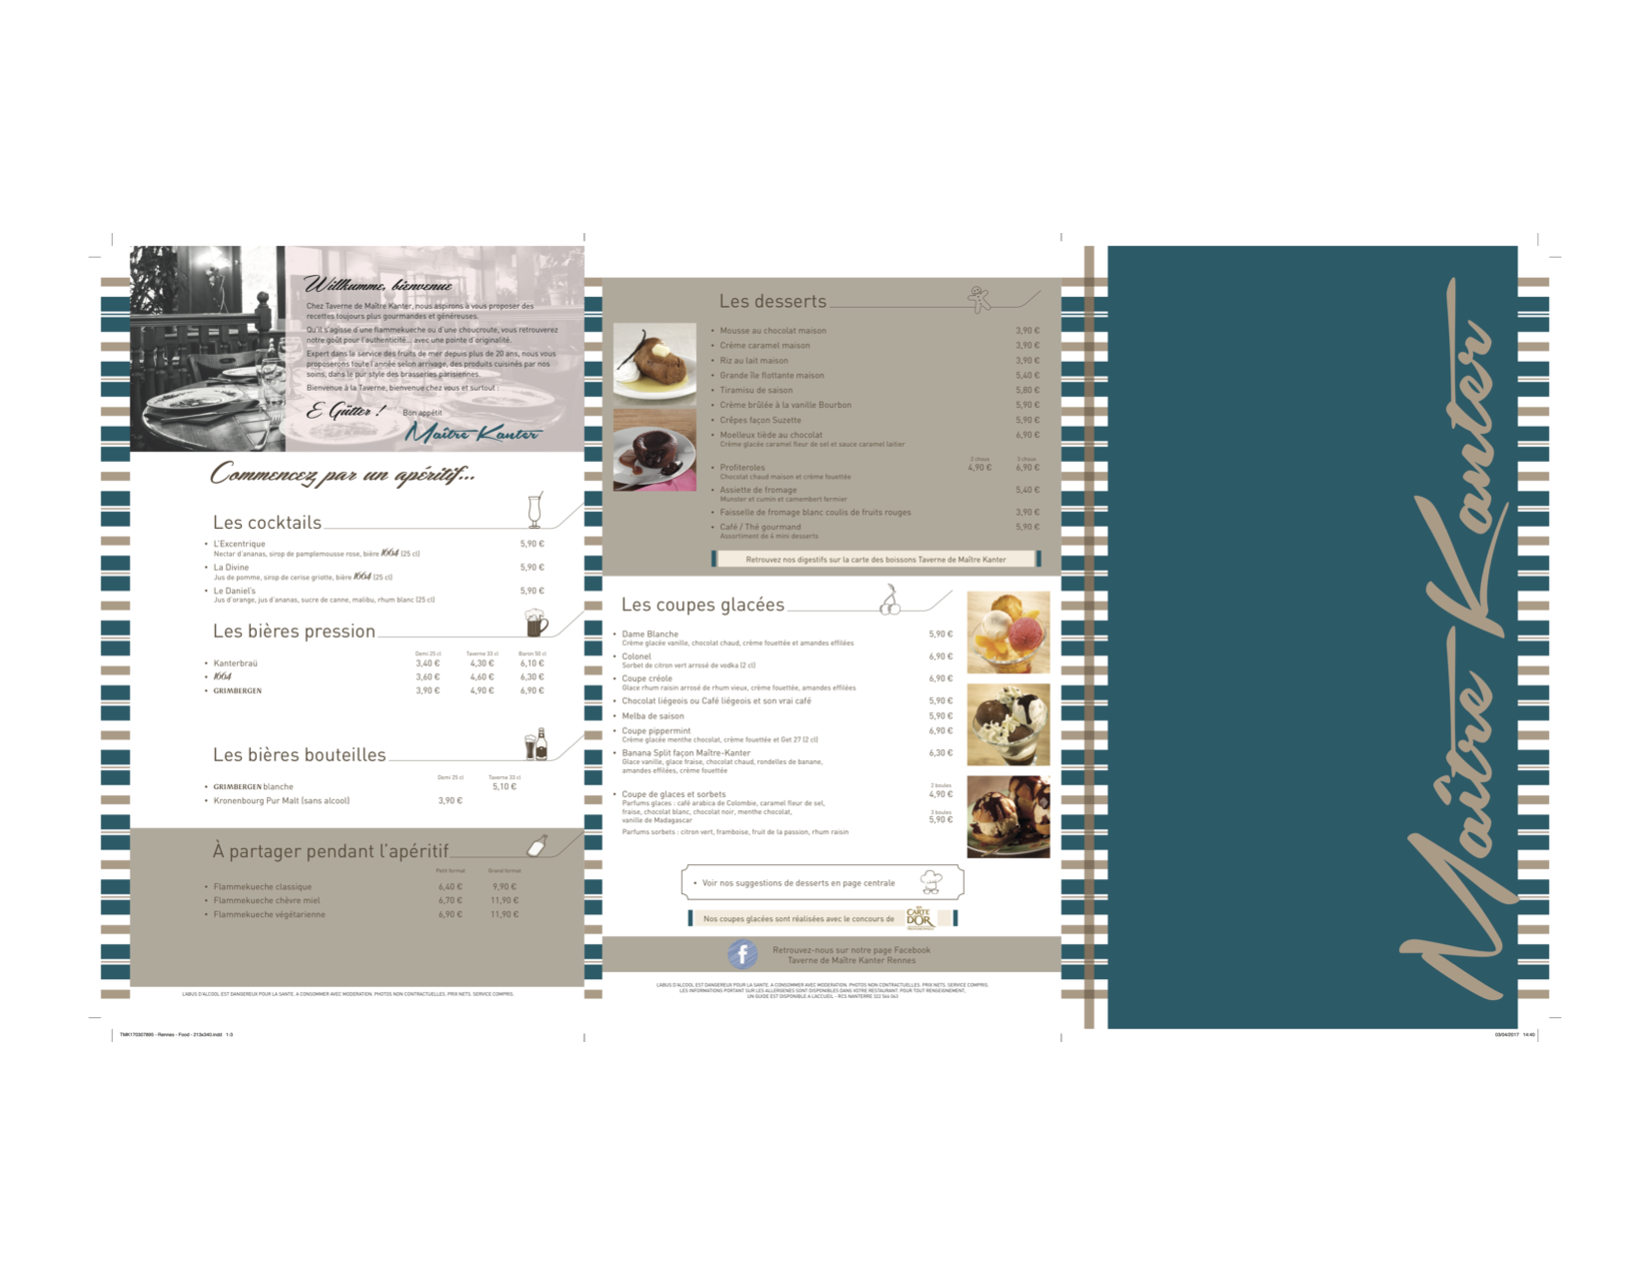 Willkumme, bienvenue
Chez Taverne de Maître Kanter, nous aspirons à vous proposer des
recettes toujours plus gourmandes et généreuses.
Qu'il s'agisse d'une flammekueche ou d'une choucroute, vous retrouverez
notre goût pour l'authenticité... avec une pointe d'originalité.
Expert dans le service des fruits de mer depuis plus de 20 ans, nous vous
proposerons toute l'année selon arrivage, des produits cuisinés par nos
soins, dans le pur style des brasseries parisiennes.
Bienvenue à la Taverne, bienvenue chez vous et surtout :
E Gùtter ! Bon appétit
Maître Kanter
Commencez par un apéritif...
Les cocktails
• L'Excentrique 5,90 €
Nectar d'ananas, sirop de pamplemousse rose, bière 1664 (25 cl)
• La Divine 5,90 €
Jus de pomme, sirop de cerise griotte, bière 1664 (25 cl)
• Le Daniel's 5,90 €
Jus d'orange, jus d'ananas, sucre de canne, malibu, rhum blanc (25 cl)
Les bières pression
Demi 25 cl Taverne 33 cl Baron 50 cl
• Kanterbraü 3,40 € 4,30 € 6,10 €
• 1664 3,60 € 4,60 € 6,30 €
• GRIMBERGEN 3,90 € 4,90 € 6,90 €
Les bières bouteilles
Demi 25 cl Taverne 33 cl
• GRIMBERGEN blanche 5,10 €
• Kronenbourg Pur Malt (sans alcool) 3,90 €
À partager pendant l'apéritif
Petit format Grand format
• Flammekueche classique 6,40 € 9,90 €
• Flammekueche chèvre miel 6,70 € 11,90 €
• Flammekueche végétarienne 6,90 € 11,90 €
L'ABUS D'ALCOOL EST DANGEREUX POUR LA SANTE. A CONSOMMER AVEC MODERATION. PHOTOS NON CONTRACTUELLES. PRIX NETS. SERVICE COMPRIS.
Les desserts
• Mousse au chocolat maison 3,90 €
• Crème caramel maison 3,90 €
• Riz au lait maison 3,90 €
• Grande île flottante maison 5,40 €
• Tiramisu de saison 5,80 €
• Crème brûlée à la vanille Bourbon 5,90 €
• Crêpes façon Suzette 5,90 €
• Moelleux tiède au chocolat 6,90 €
Crème glacée caramel fleur de sel et sauce caramel laitier
2 choux 3 choux
• Profiteroles 4,90 € 6,90 €
Chocolat chaud maison et crème fouettée
• Assiette de fromage 5,40 €
Munster et cumin et camembert fermier
• Faisselle de fromage blanc coulis de fruits rouges 3,90 €
• Café / Thé gourmand 5,90 €
Assortiment de 4 mini desserts
Retrouvez nos digestifs sur la carte des boissons Taverne de Maître Kanter
Les coupes glacées
• Dame Blanche 5,90 €
Crème glacée vanille, chocolat chaud, crème fouettée et amandes effilées
• Colonel 6,90 €
Sorbet de citron vert arrosé de vodka (2 cl)
• Coupe créole 6,90 €
Glace rhum raisin arrosé de rhum vieux, crème fouettée, amandes effilées
• Chocolat liégeois ou Café liégeois et son vrai café 5,90 €
• Melba de saison 5,90 €
• Coupe pippermint 6,90 €
Crème glacée menthe chocolat, crème fouettée et Get 27 (2 cl)
• Banana Split façon Maître-Kanter 6,30 €
Glace vanille, glace fraise, chocolat chaud, rondelles de banane,
amandes effilées, crème fouettée
2 boules
• Coupe de glaces et sorbets 4,90 €
Parfums glaces : café arabica de Colombie, caramel fleur de sel,
fraise, chocolat blanc, chocolat noir, menthe chocolat, 3 boules
vanille de Madagascar 5,90 €
Parfums sorbets : citron vert, framboise, fruit de la passion, rhum raisin
• Voir nos suggestions de desserts en page centrale
Nos coupes glacées sont réalisées avec le concours de CARTE D'OR
f
Retrouvez-nous sur notre page Facebook
Taverne de Maître Kanter Rennes
L'ABUS D'ALCOOL EST DANGEREUX POUR LA SANTE. A CONSOMMER AVEC MODERATION. PHOTOS NON CONTRACTUELLES. PRIX NETS. SERVICE COMPRIS.
LES INFORMATIONS PORTANT SUR LES ALLERGENES SONT DISPONIBLES DANS VOTRE RESTAURANT. POUR TOUT RENSEIGNEMENT,
UN GUIDE EST DISPONIBLE A L'ACCUEIL - RCS NANTERRE
Maître Kanter
TMK170307885 - Rennes - Food - 213x340.indd 1-3
03/04/2017 14:40